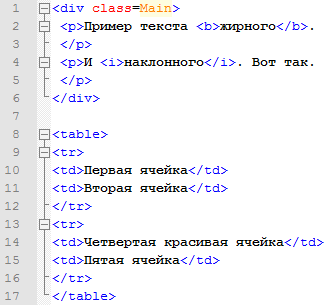 1 <div class=Main>
2 <p>Пример текста <b>жирного</b>.
3 </p>
4 <p>И <i>наклонного</i>. Вот так.
5 </p>
6 </div>
7
8 <table>
9 <tr>
10 <td>Первая ячейка</td>
11 <td>Вторая ячейка</td>
12 </tr>
13 <tr>
14 <td>Четвертая красивая ячейка</td>
15 <td>Пятая ячейка</td>
16 </tr>
17 </table>